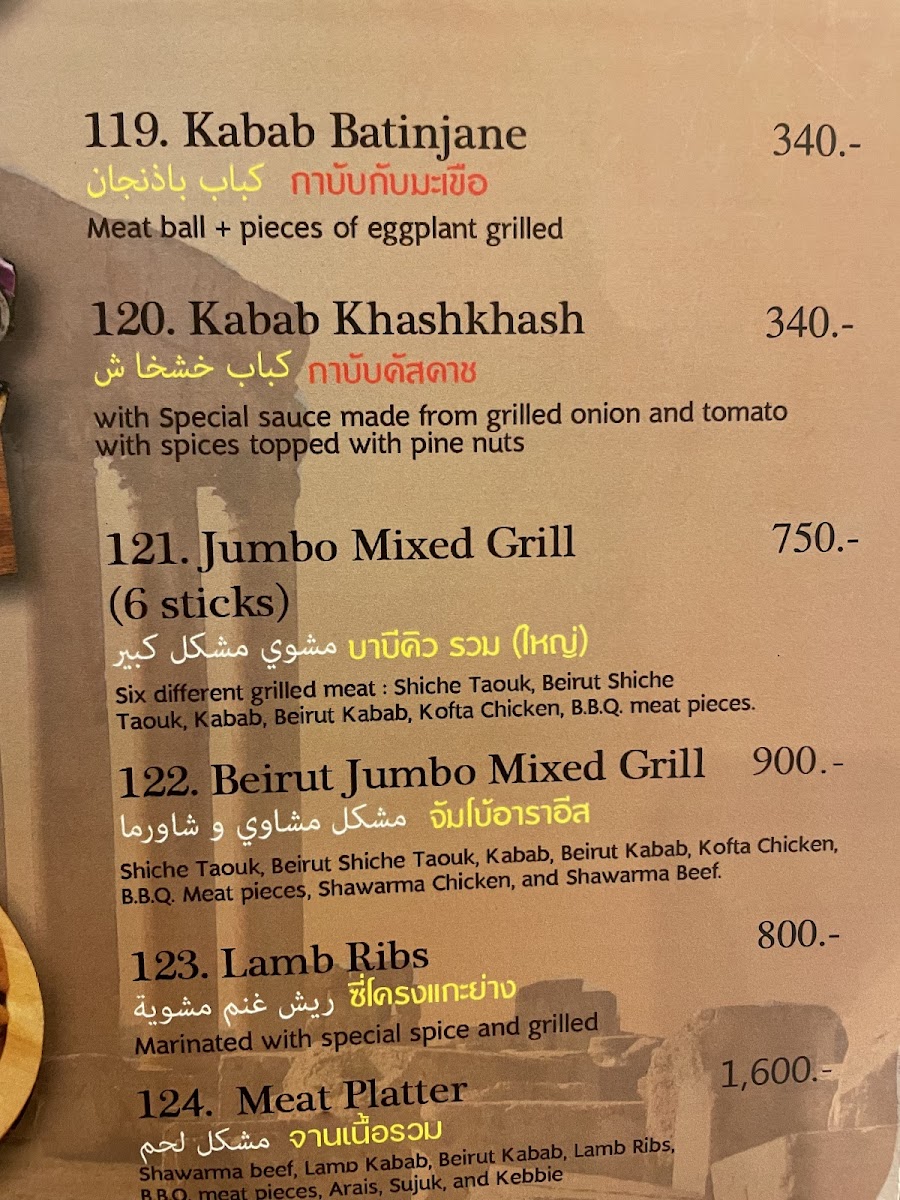 119. Kabab Batinjane 340.-
كباب باذنجان กาบับกับมะเขือ
Meat ball + pieces of eggplant grilled
120. Kabab Khashkhash 340.-
كباب خشخا ش กาบับคัสคาช
with Special sauce made from grilled onion and tomato
with spices topped with pine nuts
121. Jumbo Mixed Grill 750.-
(6 sticks)
مشوي مشكل كبير บาบีคิว รวม (ใหญ่)
Six different grilled meat : Shiche Taouk, Beirut Shiche
Taouk, Kabab, Beirut Kabab, Kofta Chicken, B.B.Q. meat pieces.
122. Beirut Jumbo Mixed Grill 900.-
مشكل مشاوي و شاورما จัมโบ้อาราอีส
Shiche Taouk, Beirut Shiche Taouk, Kabab, Beirut Kabab, Kofta Chicken,
B.B.Q. Meat pieces, Shawarma Chicken, and Shawarma Beef.
123. Lamb Ribs 800.-
ريش غنم مشوية ซี่โครงแกะย่าง
Marinated with special spice and grilled
124. Meat Platter 1,600.-
مشكل لحم จานเนื้อรวม
Shawarma beef, Lamb Kabab, Beirut Kabab, Lamb Ribs,
B.B.Q. meat pieces, Arais, Sujuk, and Kebbie